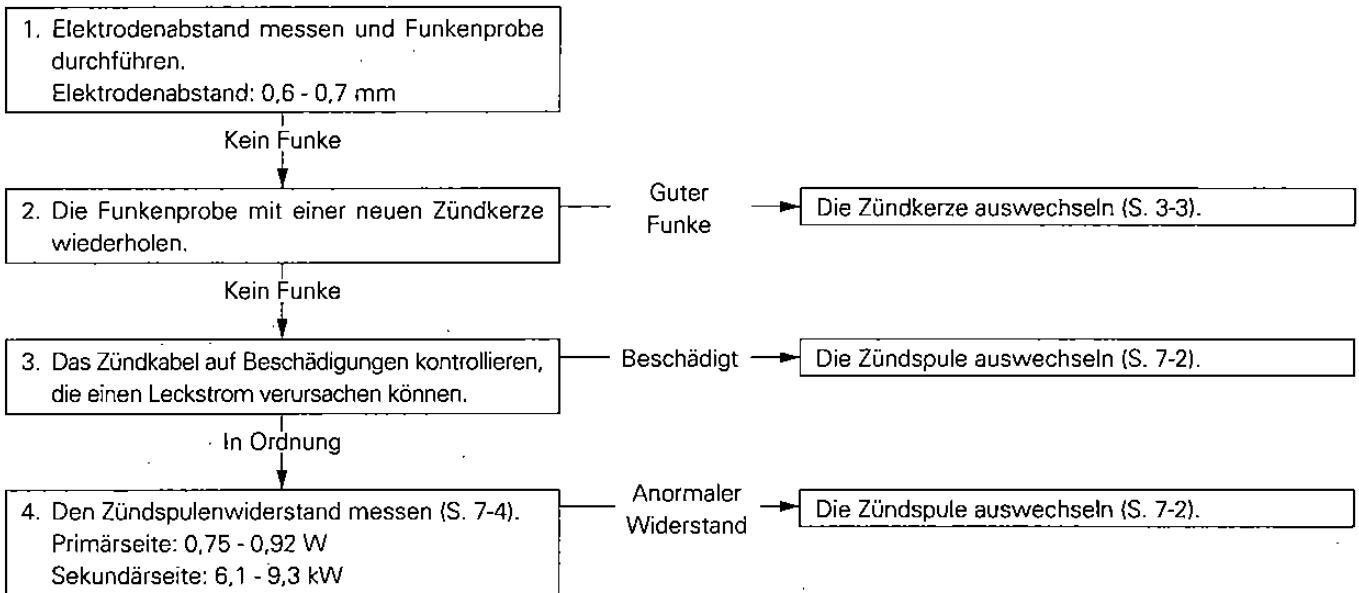 1. Elektrodenabstand messen und Funkenprobe
durchführen.
Elektrodenabstand: 0,6 - 0,7 mm
Kein Funke
2. Die Funkenprobe mit einer neuen Zündkerze
wiederholen.
Guter
Funke
Die Zündkerze auswechseln (S. 3-3).
Kein Funke
3. Das Zündkabel auf Beschädigungen kontrollieren,
die einen Leckstrom verursachen können.
Beschädigt
Die Zündspule auswechseln (S. 7-2).
In Ordnung
4. Den Zündspulenwiderstand messen (S. 7-4).
Primärseite: 0,75 - 0,92 W
Sekundärseite: 6,1 - 9,3 kW
Anormaler
Widerstand
Die Zündspule auswechseln (S. 7-2).